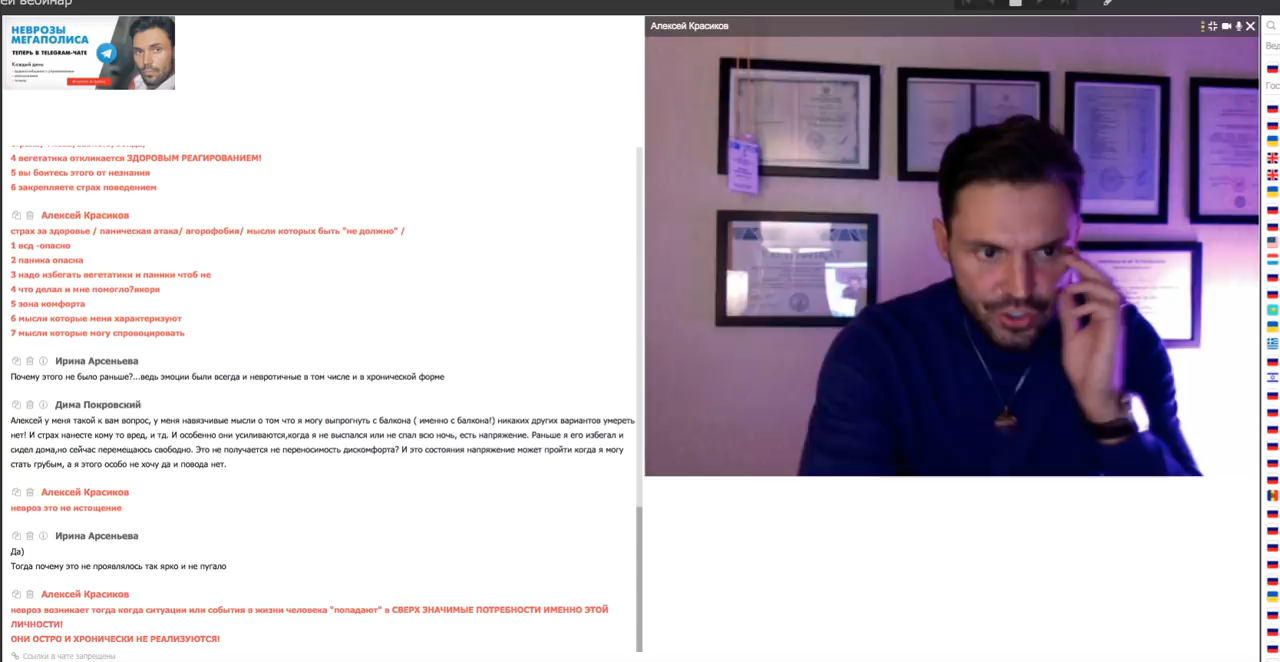 ей вебинар
НЕВРОЗЫ
МЕГАПОЛИСА
ТЕПЕРЬ В TELEGRAM-ЧАТЕ
Каждый день
4 вегетатика откликается ЗДОРОВЫМ РЕАГИРОВАНИЕМ!
5 вы боитесь этого от незнания
6 закрепляете страх поведением
Алексей Красиков
страх за здоровье / паническая атака/ агорофобия/ мысли которых быть "не должно" /
1 всд -опасно
2 паника опасна
3 надо избегать вегетатики и паники чтоб не
4 что делал и мне помогло?якоря
5 зона комфорта
6 мысли которые меня характеризуют
7 мысли которые могу спровоцировать
Ирина Арсеньева
Почему этого не было раньше?...ведь эмоции были всегда и невротичные в том числе и в хронической форме
Дима Покровский
Алексей у меня такой к вам вопрос, у меня навязчивые мысли о том что я могу выпрогнуть с балкона ( именно с балкона!) никаких других вариантов умереть
нет! И страх нанесте кому то вред, и тд. И особенно они усиливаются,когда я не выспался или не спал всю ночь, есть напряжение. Раньше я его избегал и
сидел дома,но сейчас перемещаюсь свободно. Это не получается не переносимость дискомфорта? И это состояния напряжение может пройти когда я могу
стать грубым, а я этого особо не хочу да и повода нет.
Алексей Красиков
невроз это не истощение
Ирина Арсеньева
Да)
Тогда почему это не проявлялось так ярко и не пугало
Алексей Красиков
невроз возникает тогда когда ситуации или события в жизни человека "попадают" в СВЕРХ ЗНАЧИМЫЕ ПОТРЕБНОСТИ ИМЕННО ЭТОЙ
ЛИЧНОСТИ!
ОНИ ОСТРО И ХРОНИЧЕСКИ НЕ РЕАЛИЗУЮТСЯ!
Ссылки в чате запрещены
Алексей Красиков
Вед
Гос